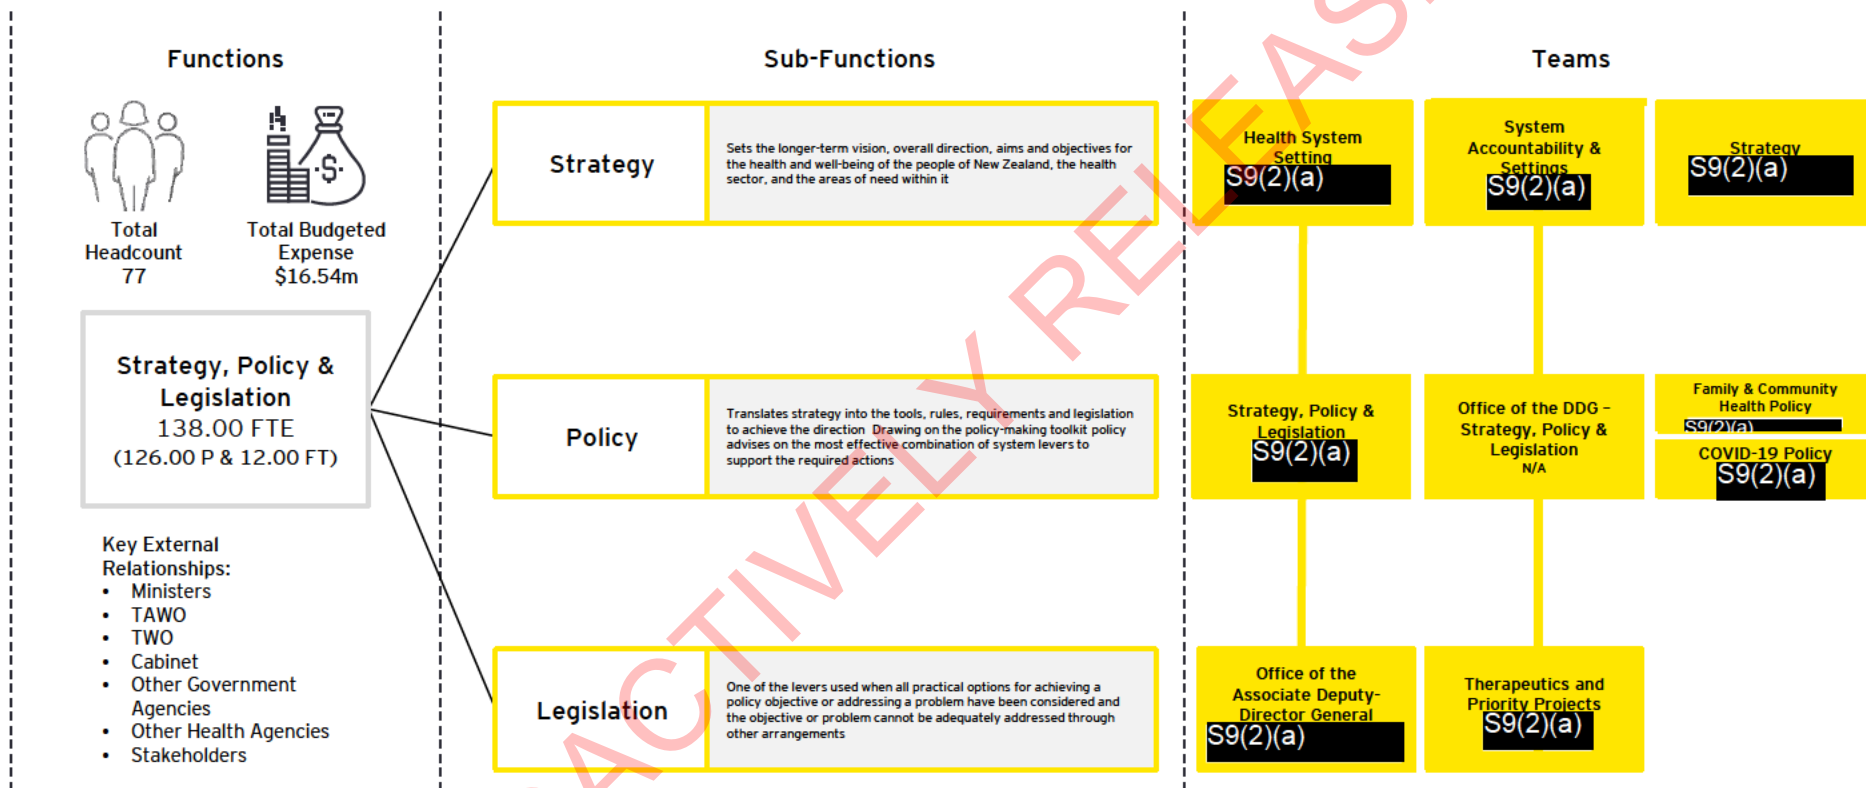 Functions
Total
Headcount
77
Total Budgeted
Expense
$16.54m
Strategy, Policy &
Legislation
138.00 FTE
(126.00 P & 12.00 FT)
Key External
Relationships:
• Ministers
• TAWO
• TWO
• Cabinet
• Other Government
Agencies
• Other Health Agencies
• Stakeholders
Sub-Functions
Strategy
Sets the longer-term vision, overall direction, aims and objectives for
the health and well-being of the people of New Zealand, the health
sector, and the areas of need within it
Policy
Translates strategy into the tools, rules, requirements and legislation
to achieve the direction Drawing on the policy-making toolkit policy
advises on the most effective combination of system levers to
support the required actions
Legislation
One of the levers used when all practical options for achieving a
policy objective or addressing a problem have been considered and
the objective or problem cannot be adequately addressed through
other arrangements
Teams
Health System
Setting
S9(2)(a)
System
Accountability &
Settings
S9(2)(a)
Strategy
S9(2)(a)
Strategy, Policy &
Legislation
S9(2)(a)
Office of the DDG –
Strategy, Policy &
Legislation
N/A
Family & Community
Health Policy
S9(2)(a)
COVID-19 Policy
S9(2)(a)
Office of the
Associate Deputy-
Director General
S9(2)(a)
Therapeutics and
Priority Projects
S9(2)(a)
ACTIVELY RELEAS